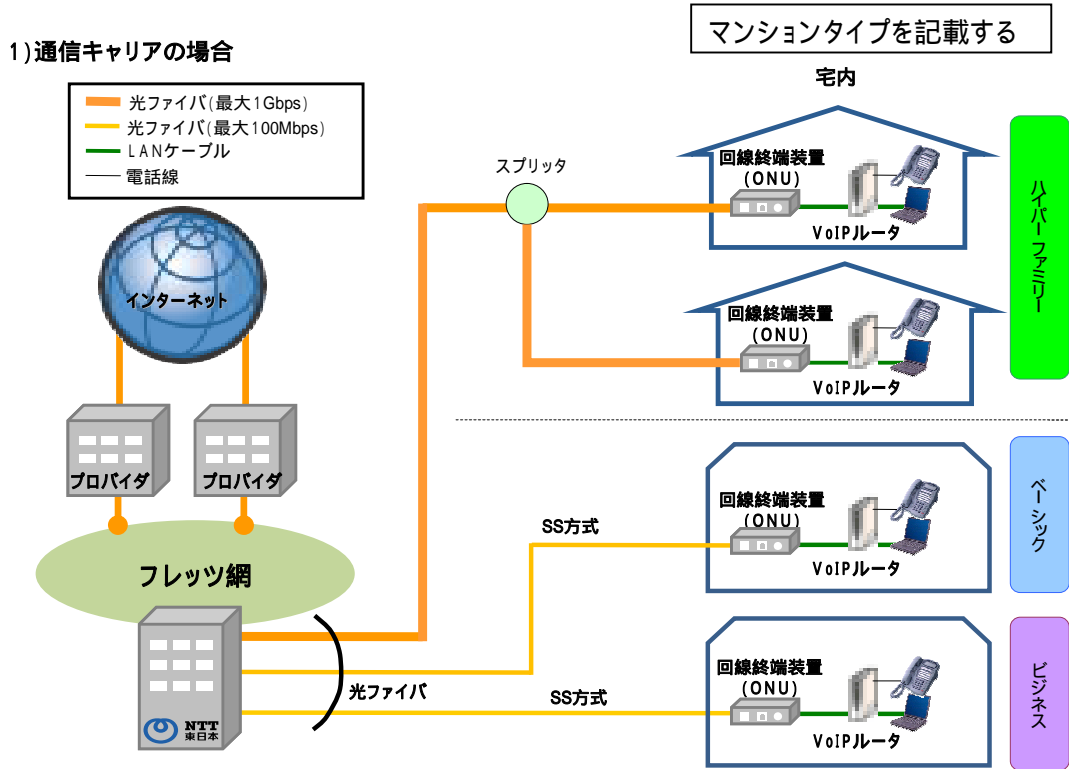 マンションタイプを記載する
1)通信キャリアの場合
宅内
光ファイバ(最大1Gbps)
光ファイバ(最大100Mbps)
LANケーブル
電話線
スプリッタ
回線終端装置
(ONU)
VoIPルータ
ハイパーファミリー
インターネット
回線終端装置
(ONU)
VoIPルータ
プロバイダ
プロバイダ
回線終端装置
(ONU)
VoIPルータ
ベーシック
SS方式
フレッツ網
光ファイバ
SS方式
回線終端装置
(ONU)
VoIPルータ
ビジネス
NTT
東日本